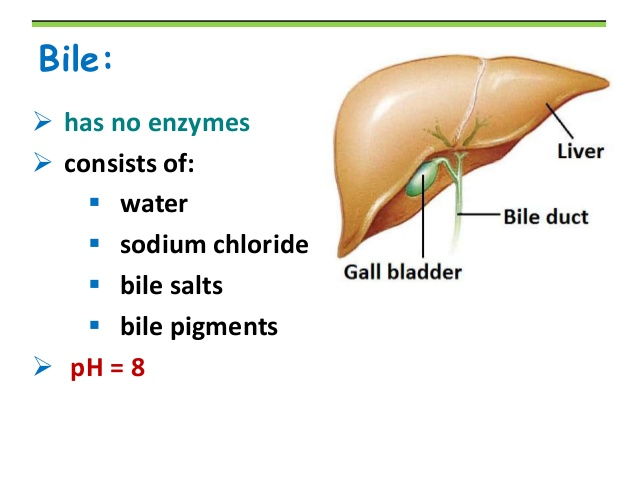 Bile:
has no enzymes
consists of:
water
sodium chloride
bile salts
bile pigments
pH = 8
Liver
Bile duct
Gall bladder